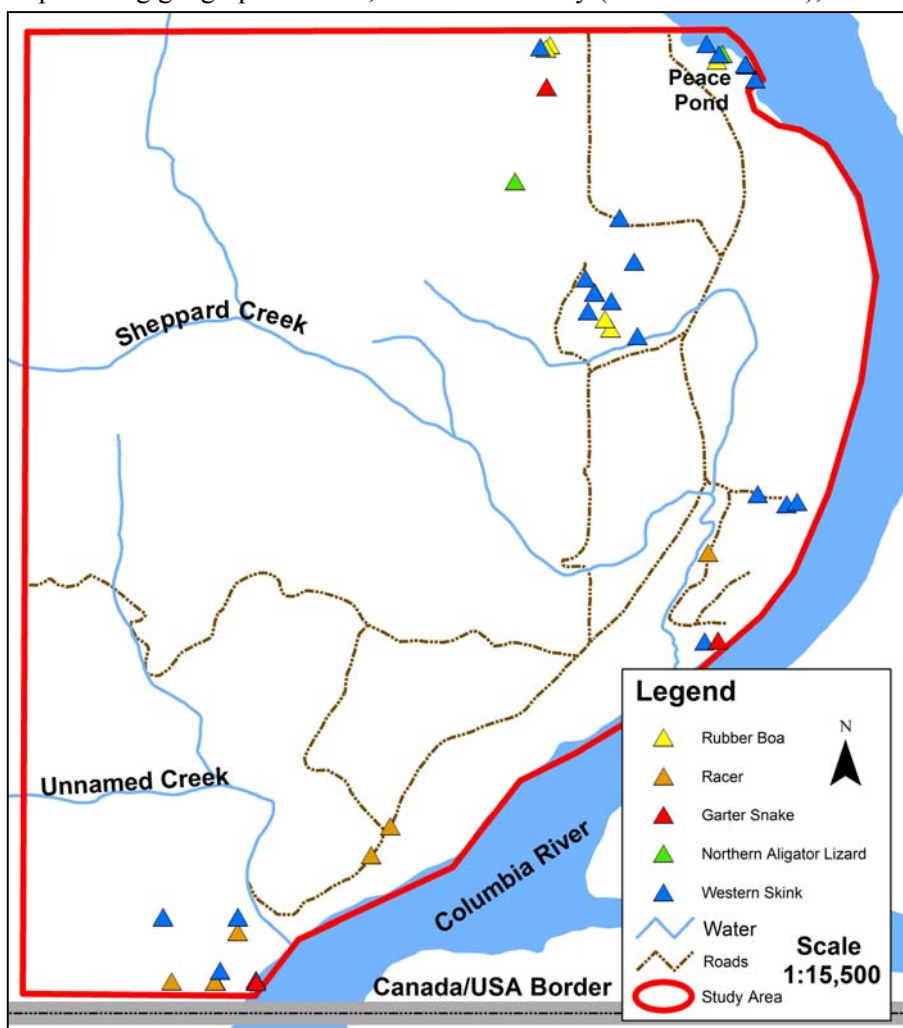 Peace
Pond
Sheppard Creek
Unnamed Creek
Columbia River
Canada/USA Border
Legend
N
Rubber Boa
Racer
Garter Snake
Northern Aligator Lizard
Western Skink
Water
Roads
Study Area
Scale
1:15,500